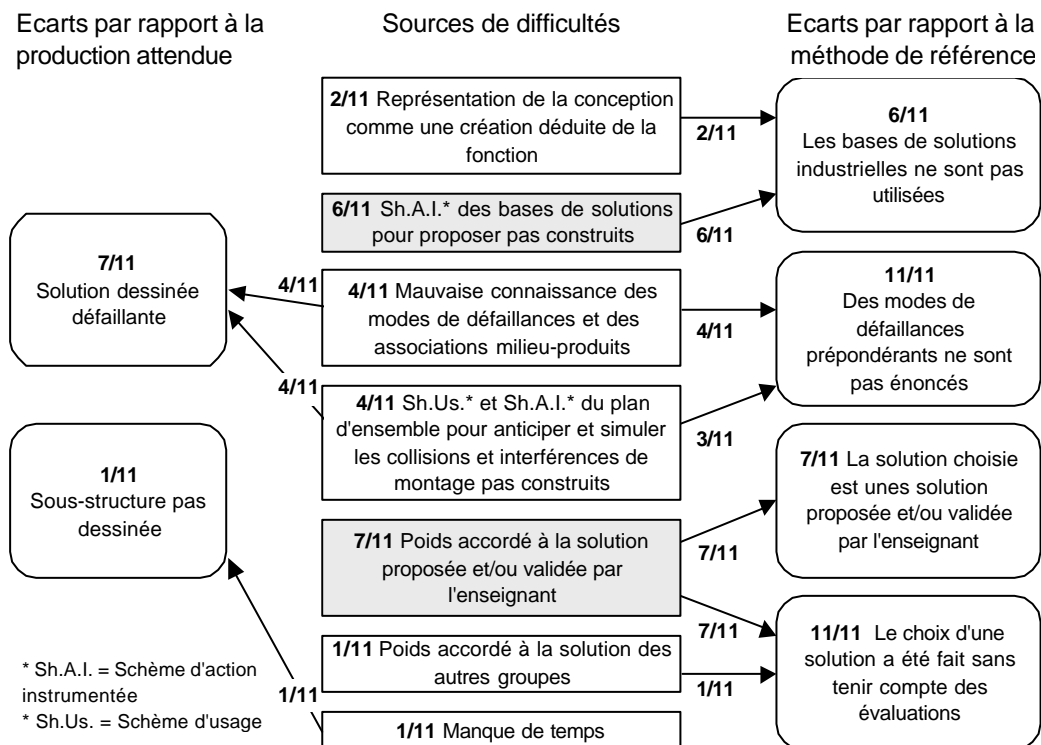 Ecarts par rapport à la
production attendue
Sources de difficultés
Ecarts par rapport à la
méthode de référence
2/11 Représentation de la conception
comme une création déduite de la
fonction
2/11
6/11
Les bases de solutions
industrielles ne sont pas
utilisées
6/11 Sh.A.I.* des bases de solutions
pour proposer pas construits
6/11
7/11
Solution dessinée
défaillante
4/11
4/11 Mauvaise connaissance des
modes de défaillances et des
associations milieu-produits
4/11
11/11
Des modes de
défaillances
prépondérants ne sont
pas énoncés
4/11
4/11 Sh.Us.* et Sh.A.I.* du plan
d'ensemble pour anticiper et simuler
les collisions et interférences de
montage pas construits
3/11
1/11
Sous-structure pas
dessinée
7/11 Poids accordé à la solution
proposée et/ou validée par
l'enseignant
7/11
7/11 La solution choisie
est unes solution
proposée et/ou validée
par l'enseignant
7/11
1/11 Poids accordé à la solution des
autres groupes
1/11
11/11 Le choix d'une
solution a été fait sans
tenir compte des
évaluations
1/11
1/11 Manque de temps
* Sh.A.I. = Schème d'action
instrumentée
* Sh.Us. = Schème d'usage